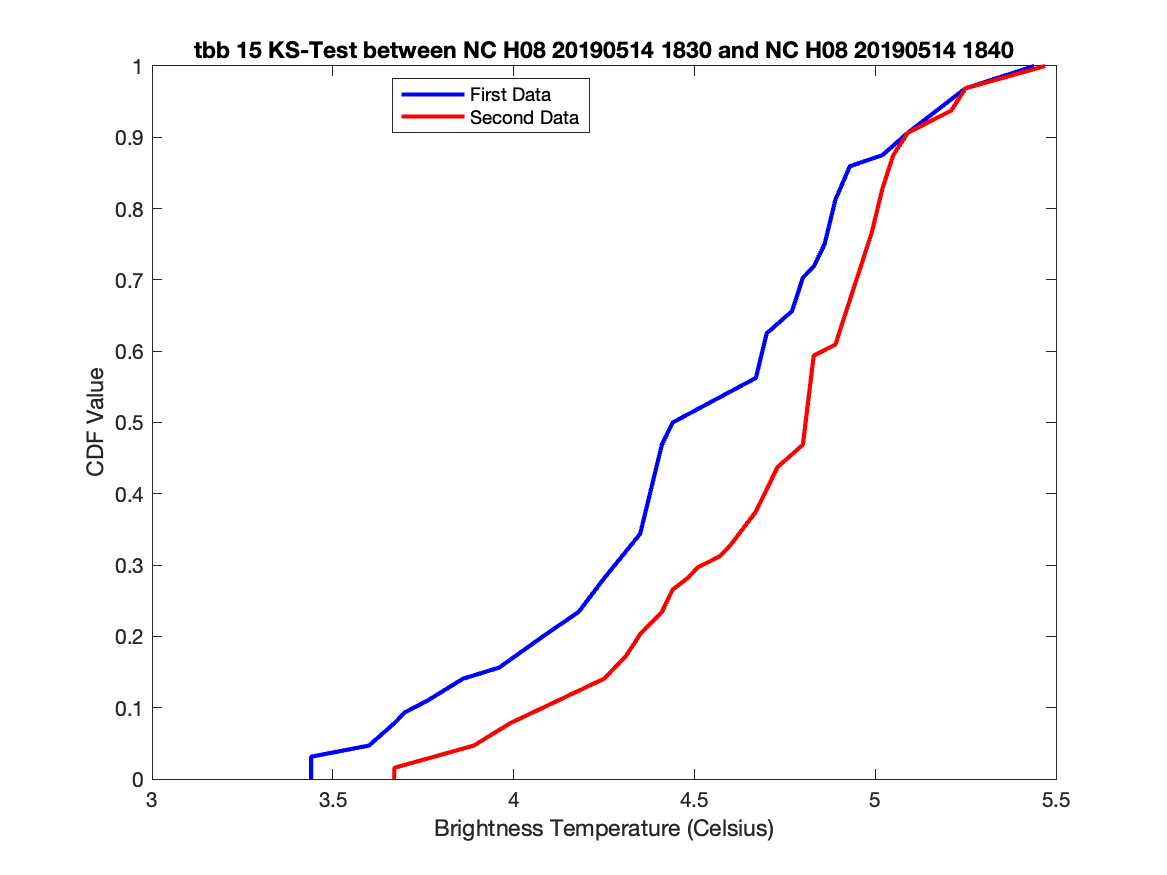 tbb 15 KS-Test between NC H08 20190514 1830 and NC H08 20190514 1840
First Data
Second Data
1
0.9
0.8
0.7
0.6
0.5
0.4
0.3
0.2
0.1
0
CDF Value
3 3.5 4 4.5 5 5.5
Brightness Temperature (Celsius)